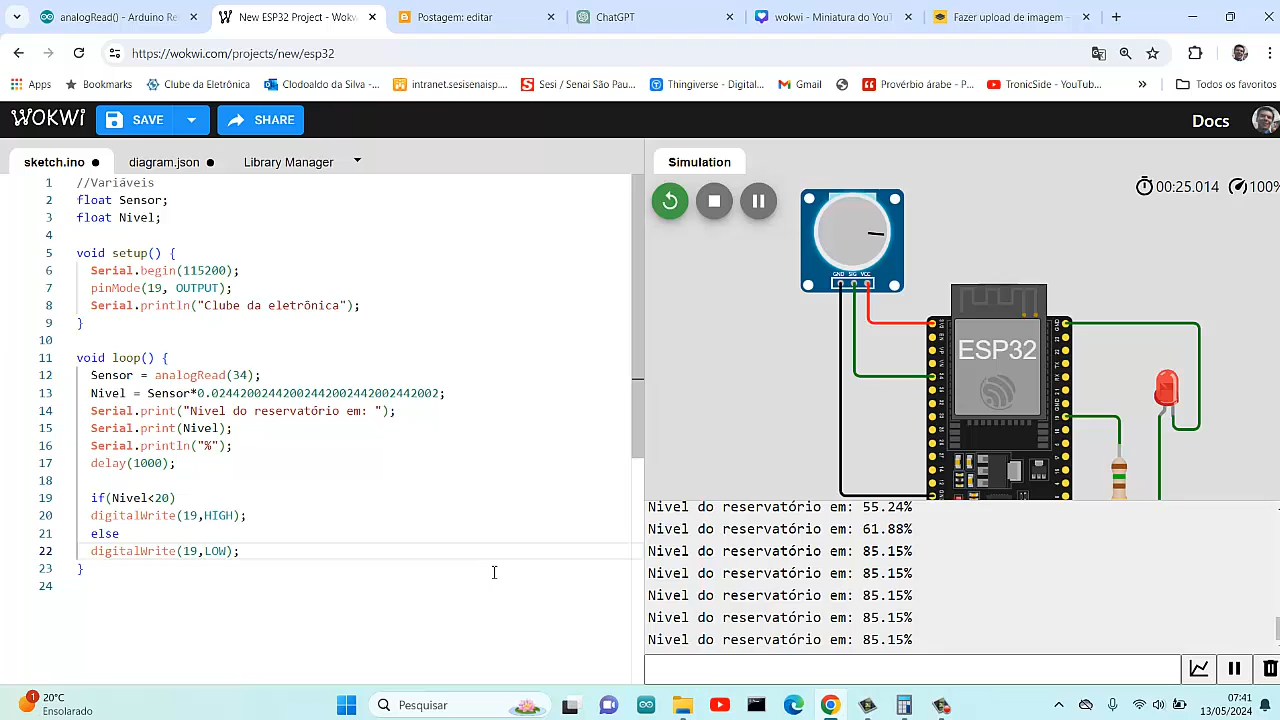 analogRead() - Arduino Re
New ESP32 Project - Wokw
Postagem: editar
ChatGPT
wokwi - Miniatura do YouT
Fazer upload de imagem –
https://wokwi.com/projects/new/esp32
Apps
Bookmarks
Clube da Eletrônica
Clodoaldo da Silva -...
intranet.sesisenaisp...
Sesi / Senai São Pau...
Thingiverse - Digital...
Gmail
Provérbio árabe - P...
TronicSide - YouTub...
Todos os favoritos
WOKWI
SAVE
SHARE
Docs
sketch.ino
diagram.json
Library Manager
Simulation
00:25.014
100%
1 //Variáveis
2 float Sensor;
3 float Nivel;
4
5 void setup() {
6 Serial.begin(115200);
7 pinMode(19, OUTPUT);
8 Serial.println("Clube da eletônica");
9 }
10
11 void loop() {
12 Sensor = analogRead(34);
13 Nivel = Sensor*0.02442002442002442002442002442002;
14 Serial.print("Nivel do reservatório em: ");
15 Serial.print(Nivel);
16 Serial.println("%");
17 delay(1000);
18
19 if(Nivel<20)
20 digitalWrite(19,HIGH);
21 else
22 digitalWrite(19,LOW);
23 }
24
GND SIG VCC
ESP32
Nivel do reservatório em: 55.24%
Nivel do reservatório em: 61.88%
Nivel do reservatório em: 85.15%
Nivel do reservatório em: 85.15%
Nivel do reservatório em: 85.15%
Nivel do reservatório em: 85.15%
Nivel do reservatório em: 85.15%
1
20°C
Ensolarado
Pesquisar
07:41
13/05/2024